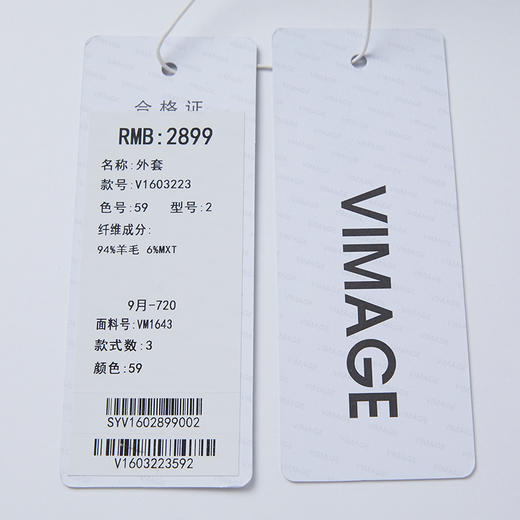 合格证
RMB:2899
名称:外套
款号:V1603223
色号:59 型号:2
纤维成分:
94%羊毛 6%MXT
9月-720
面料号:VM1643
款式数:3
颜色:59
SYV1602899002
V1603223592
VIMAGE